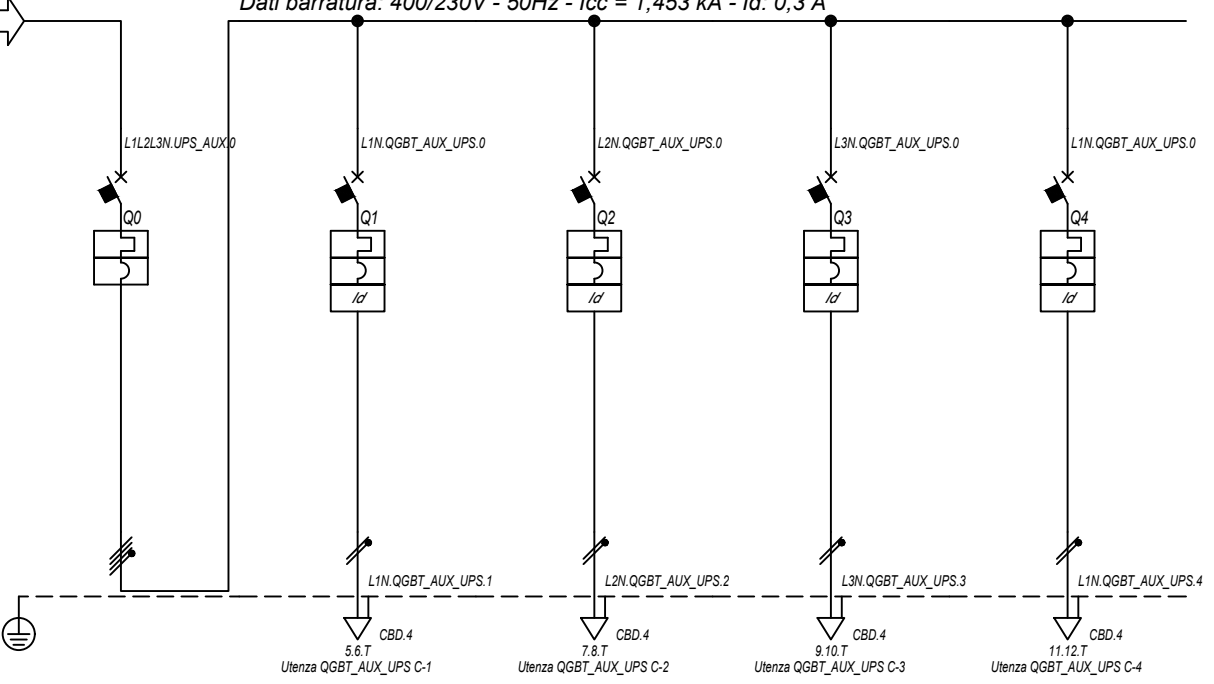 Dati barratura: 400/230V - 50Hz - Icc = 1,453 kA - Id: 0,3 A
L1L2L3N.UPS_AUX.0
L1N.QGBT_AUX_UPS.0
L2N.QGBT_AUX_UPS.0
L3N.QGBT_AUX_UPS.0
L1N.QGBT_AUX_UPS.0
Q0
Q1
Q2
Q3
Q4
Id
Id
Id
Id
L1N.QGBT_AUX_UPS.1
L2N.QGBT_AUX_UPS.2
L3N.QGBT_AUX_UPS.3
L1N.QGBT_AUX_UPS.4
CBD.4
CBD.4
CBD.4
CBD.4
5.6.T
7.8.T
9.10.T
11.12.T
Utenza QGBT_AUX_UPS C-1
Utenza QGBT_AUX_UPS C-2
Utenza QGBT_AUX_UPS C-3
Utenza QGBT_AUX_UPS C-4